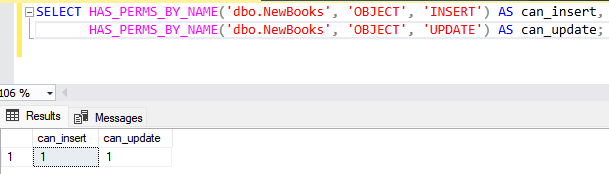 SELECT HAS_PERMS_BY_NAME('dbo.NewBooks', 'OBJECT', 'INSERT') AS can_insert,
HAS_PERMS_BY_NAME('dbo.NewBooks', 'OBJECT', 'UPDATE') AS can_update;
106 %
Results Messages
can_insert can_update
1 1 1